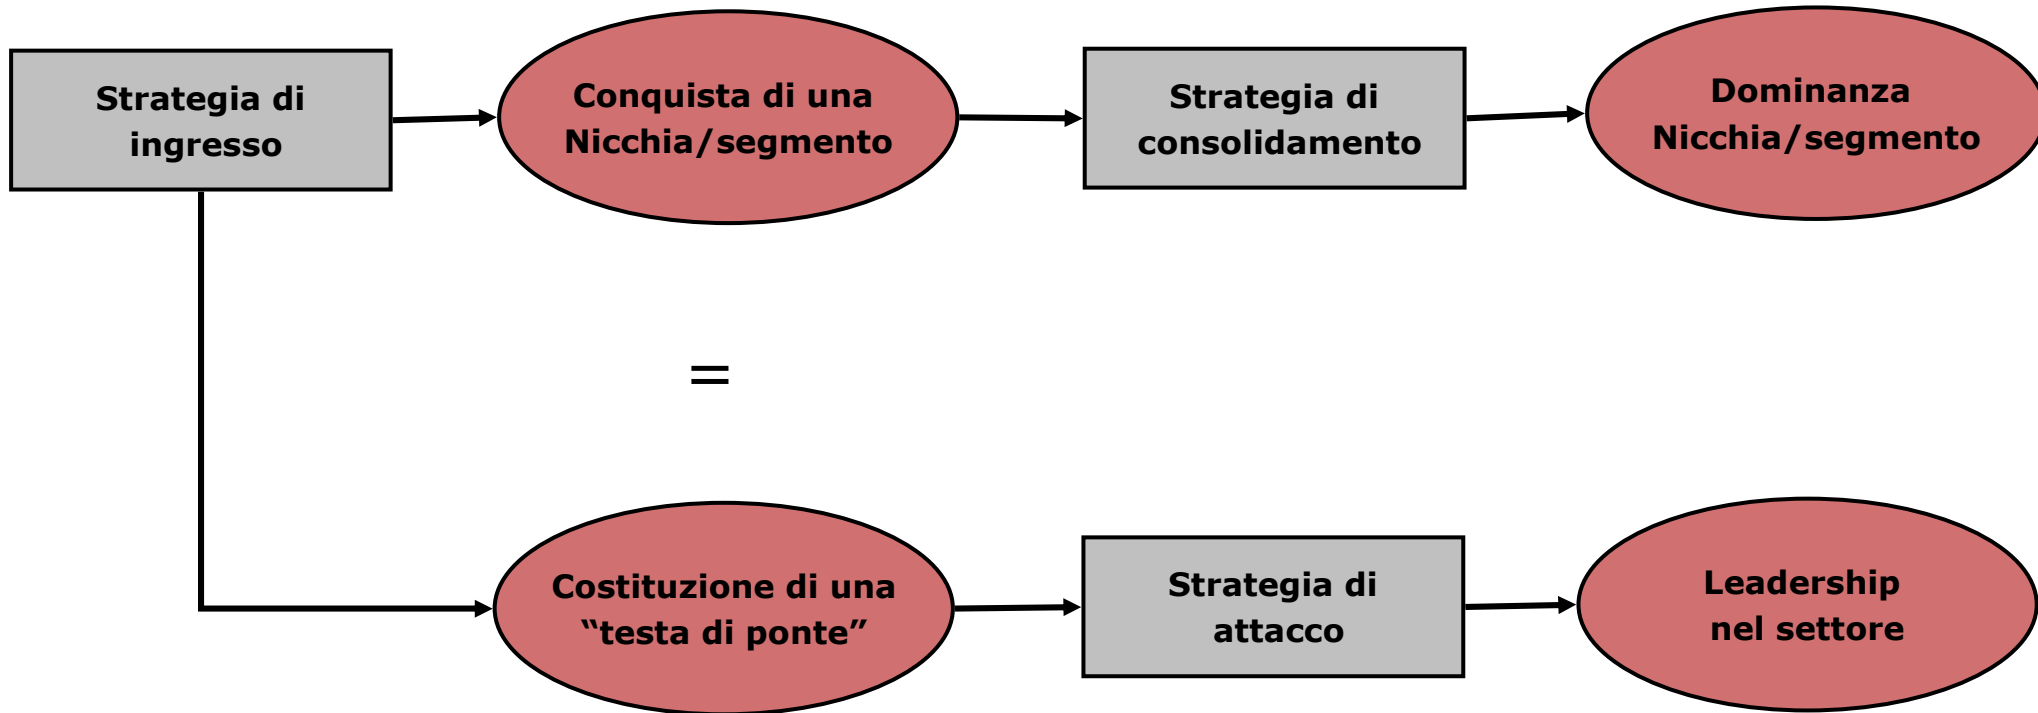 Strategia di
ingresso
Conquista di una
Nicchia/segmento
Strategia di
consolidamento
Dominanza
Nicchia/segmento
=
Costituzione di una
“testa di ponte”
Strategia di
attacco
Leadership
nel settore